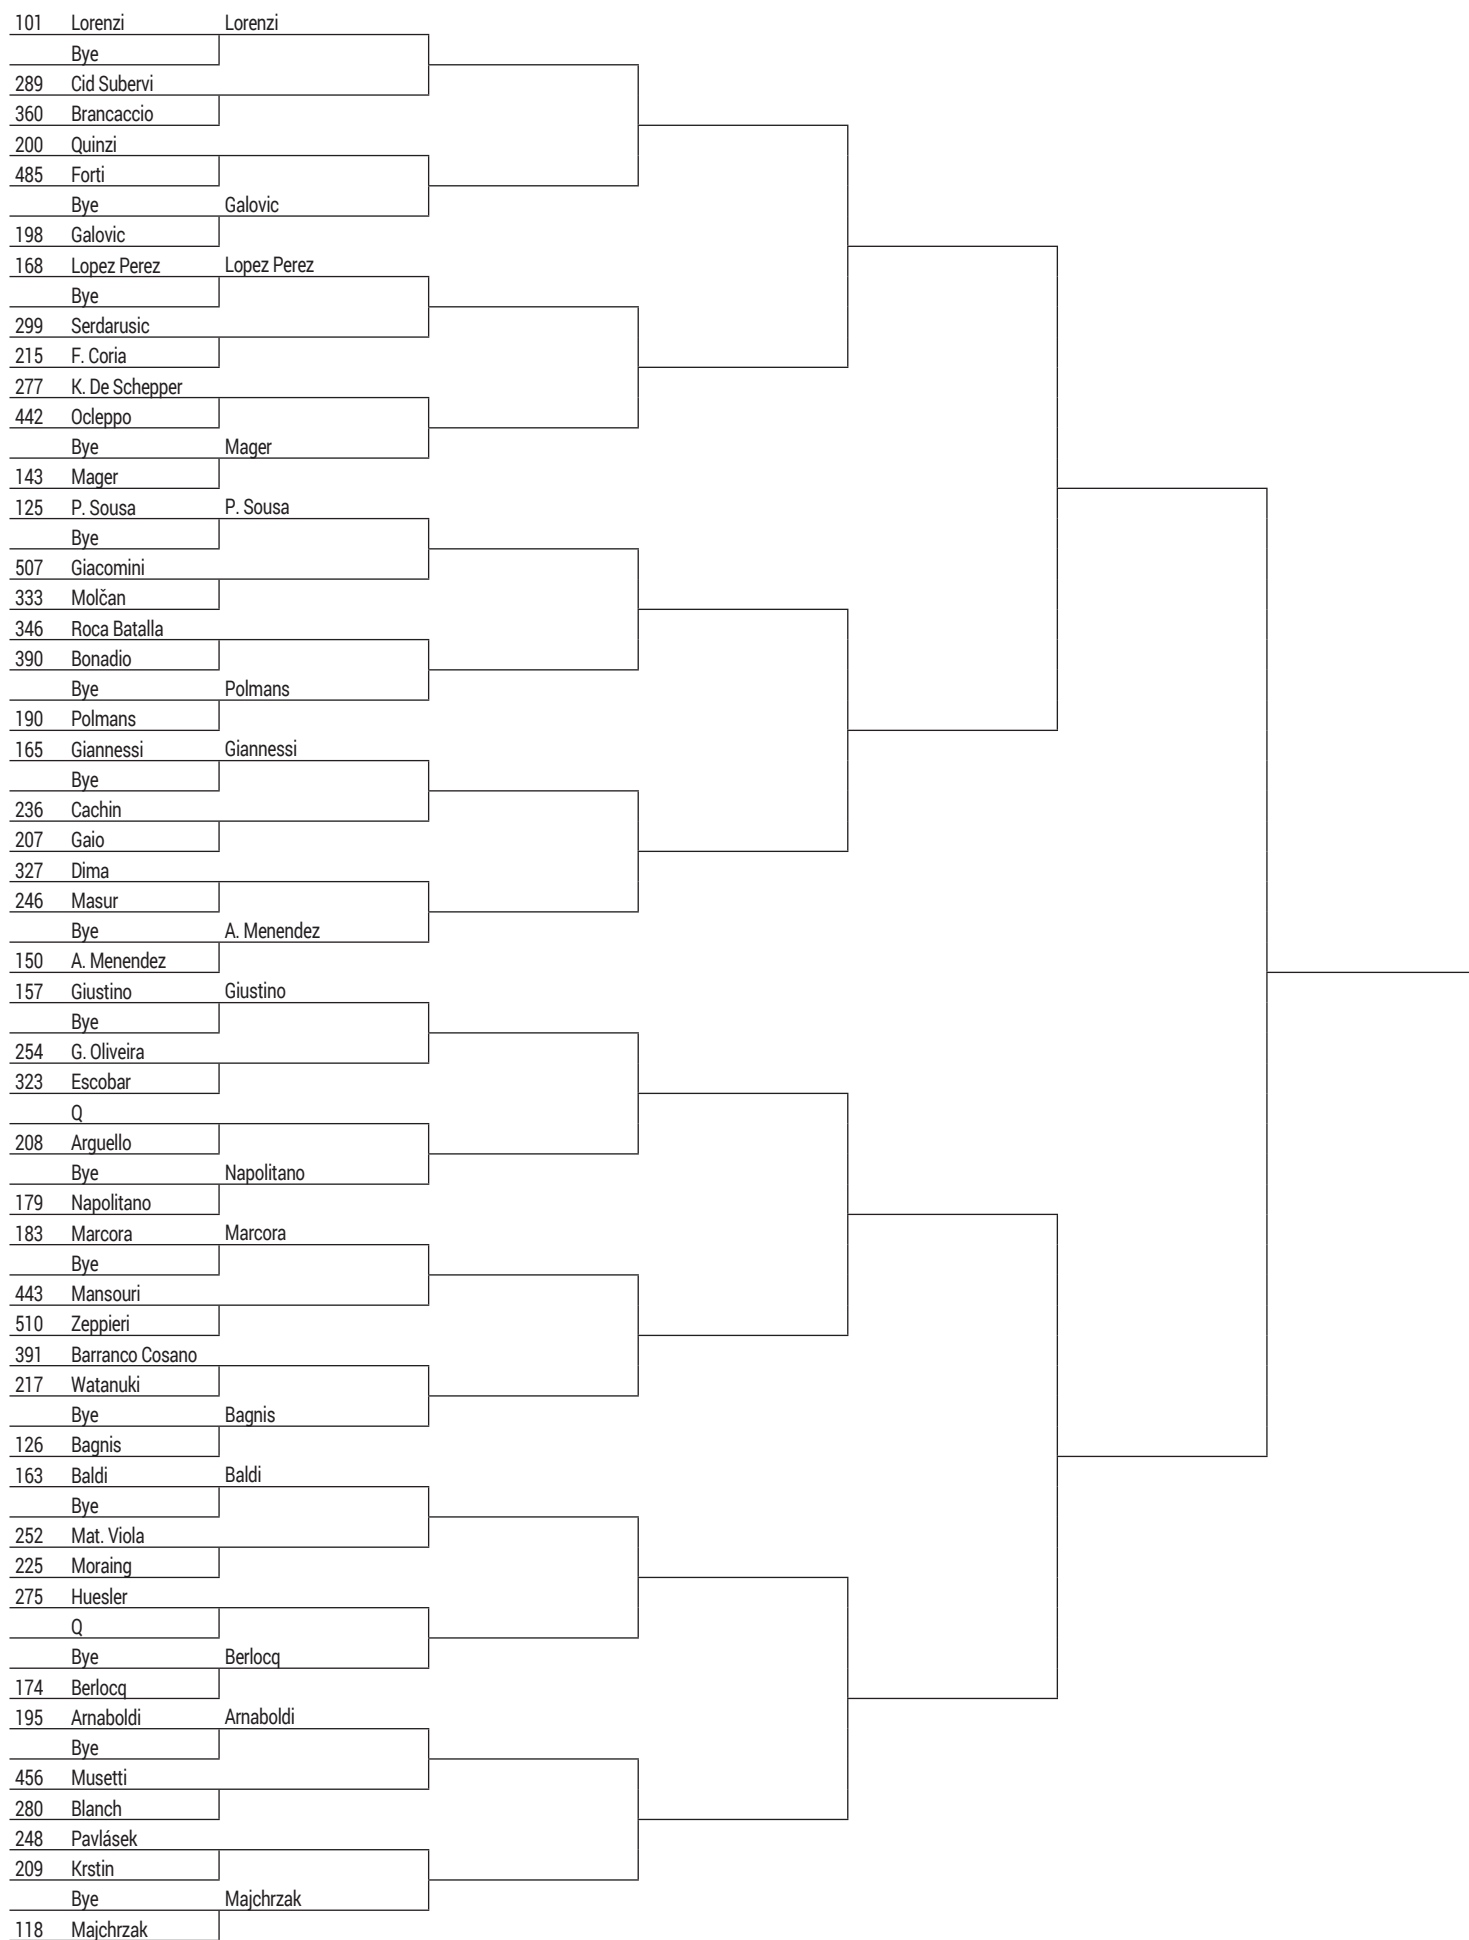 101 Lorenzi Lorenzi
Bye
289 Cid Subervi
360 Brancaccio
200 Quinzi
485 Forti
Bye Galovic
198 Galovic
168 Lopez Perez Lopez Perez
Bye
299 Serdarusic
215 F. Coria
277 K. De Schepper
442 Ocleppo
Bye Mager
143 Mager
125 P. Sousa P. Sousa
Bye
507 Giacomini
333 Molčan
346 Roca Batalla
390 Bonadio
Bye Polmans
190 Polmans
165 Giannessi Giannessi
Bye
236 Cachin
207 Gaio
327 Dima
246 Masur
Bye A. Menendez
150 A. Menendez
157 Giustino Giustino
Bye
254 G. Oliveira
323 Escobar
Q
208 Arguello
Bye Napolitano
179 Napolitano
183 Marcora Marcora
Bye
443 Mansouri
510 Zeppieri
391 Barranco Cosano
217 Watanuki
Bye Bagnis
126 Bagnis
163 Baldi Baldi
Bye
252 Mat. Viola
225 Moraing
275 Huesler
Q
Bye Berlocq
174 Berlocq
195 Arnaboldi Arnaboldi
Bye
456 Musetti
280 Blanch
248 Pavlásek
209 Krstin
Bye Majchrzak
118 Majchrzak